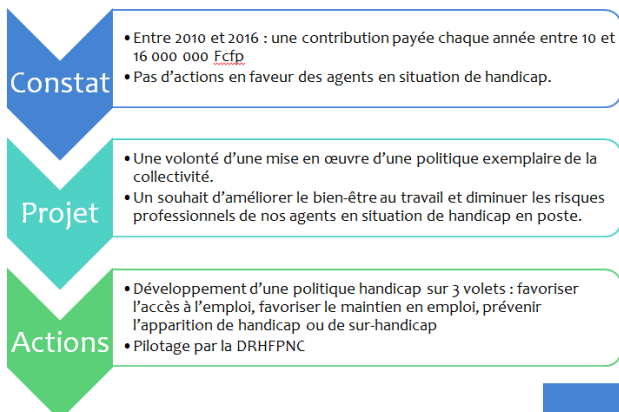 Constat
• Entre 2010 et 2016 : une contribution payée chaque année entre 10 et
16 000 000 Fcfp
• Pas d’actions en faveur des agents en situation de handicap.
Projet
• Une volonté d’une mise en œuvre d’une politique exemplaire de la
collectivité.
• Un souhait d’améliorer le bien-être au travail et diminuer les risques
professionnels de nos agents en situation de handicap en poste.
Actions
• Développement d’une politique handicap sur 3 volets : favoriser
l’accès à l’emploi, favoriser le maintien en emploi, prévenir
l’apparition de handicap ou de sur-handicap
• Pilotage par la DRHFPNC